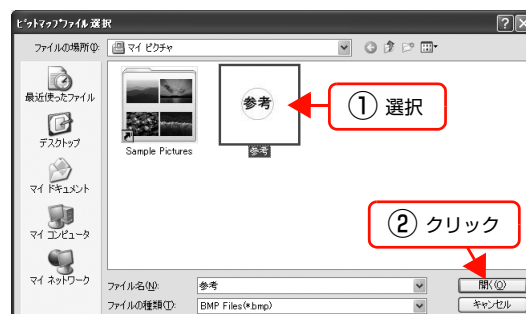 ﾋﾞｯﾄﾏｯﾌﾟﾌｧｲﾙ選択
ファイルの場所(I):
マイ ピクチャ
最近使ったファイル
デスクトップ
マイ ドキュメント
マイ コンピュータ
マイ ネットワーク
Sample Pictures
参考
参考
① 選択
② クリック
ファイル名(N):
参考
開く(O)
ファイルの種類(T):
BMP Files(*.bmp)
キャンセル